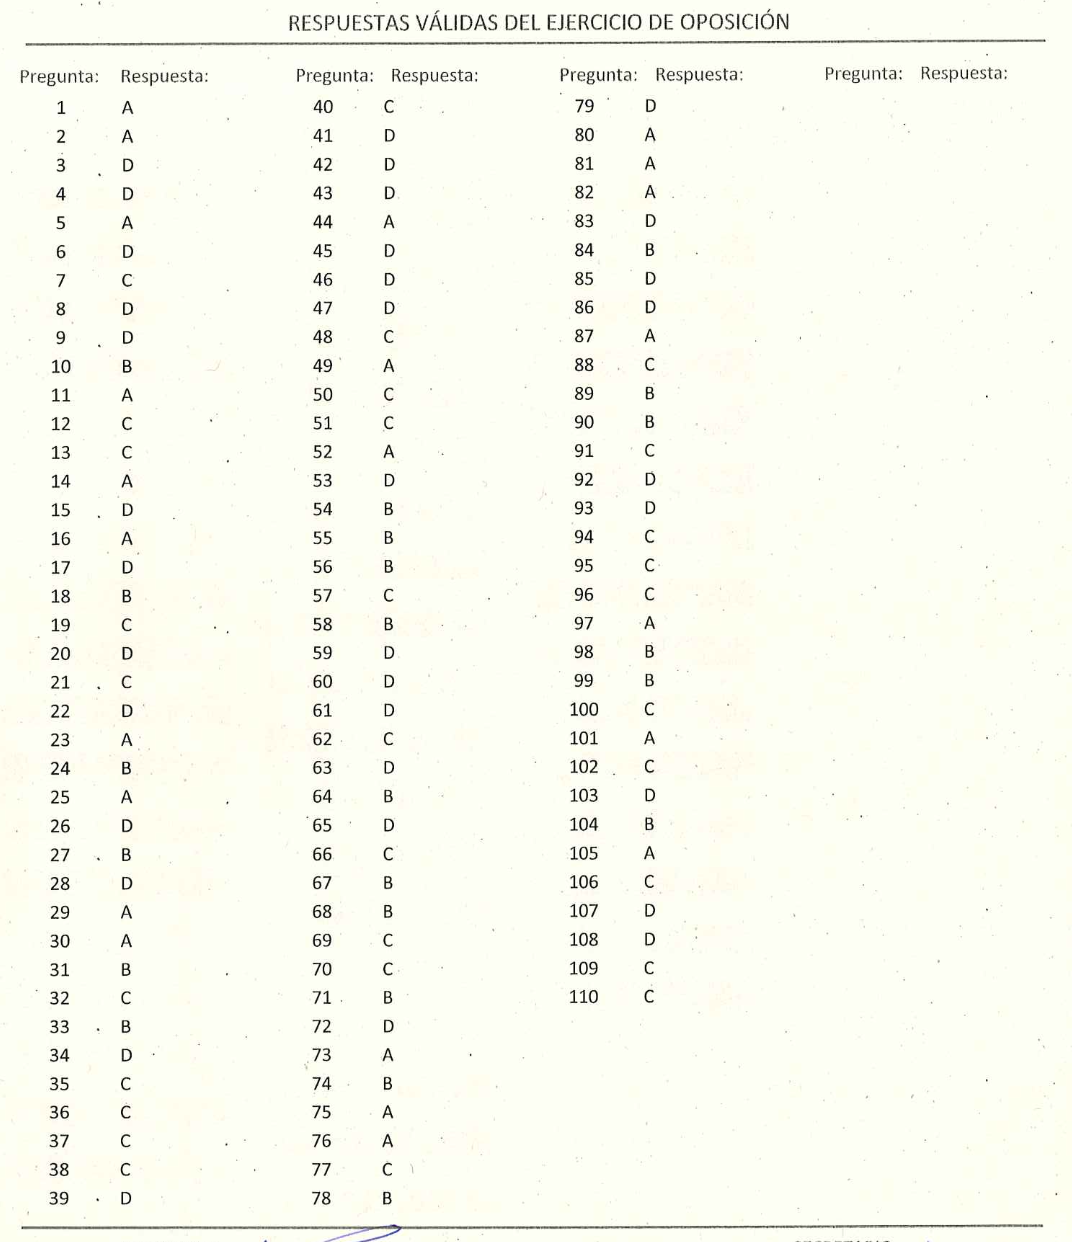 RESPUESTAS VÁLIDAS DEL EJERCICIO DE OPOSICIÓN
Pregunta: Respuesta: Pregunta: Respuesta: Pregunta: Respuesta: Pregunta: Respuesta:
1 A 40 C 79 D
2 A 41 D 80 A
3 D 42 D 81 A
4 D 43 D 82 A
5 A 44 A 83 D
6 D 45 D 84 B
7 C 46 D 85 D
8 D 47 D 86 D
9 D 48 C 87 A
10 B 49 A 88 C
11 A 50 C 89 B
12 C 51 C 90 B
13 C 52 A 91 C
14 A 53 D 92 D
15 D 54 B 93 D
16 A 55 B 94 C
17 D 56 B 95 C
18 B 57 C 96 C
19 C 58 B 97 A
20 D 59 D 98 B
21 C 60 D 99 B
22 D 61 D 100 C
23 A 62 C 101 A
24 B 63 D 102 C
25 A 64 B 103 D
26 D 65 D 104 B
27 B 66 C 105 A
28 D 67 B 106 C
29 A 68 B 107 D
30 A 69 C 108 D
31 B 70 C 109 C
32 C 71 B 110 C
33 B 72 D
34 D 73 A
35 C 74 B
36 C 75 A
37 C 76 A
38 C 77 C
39 D 78 B